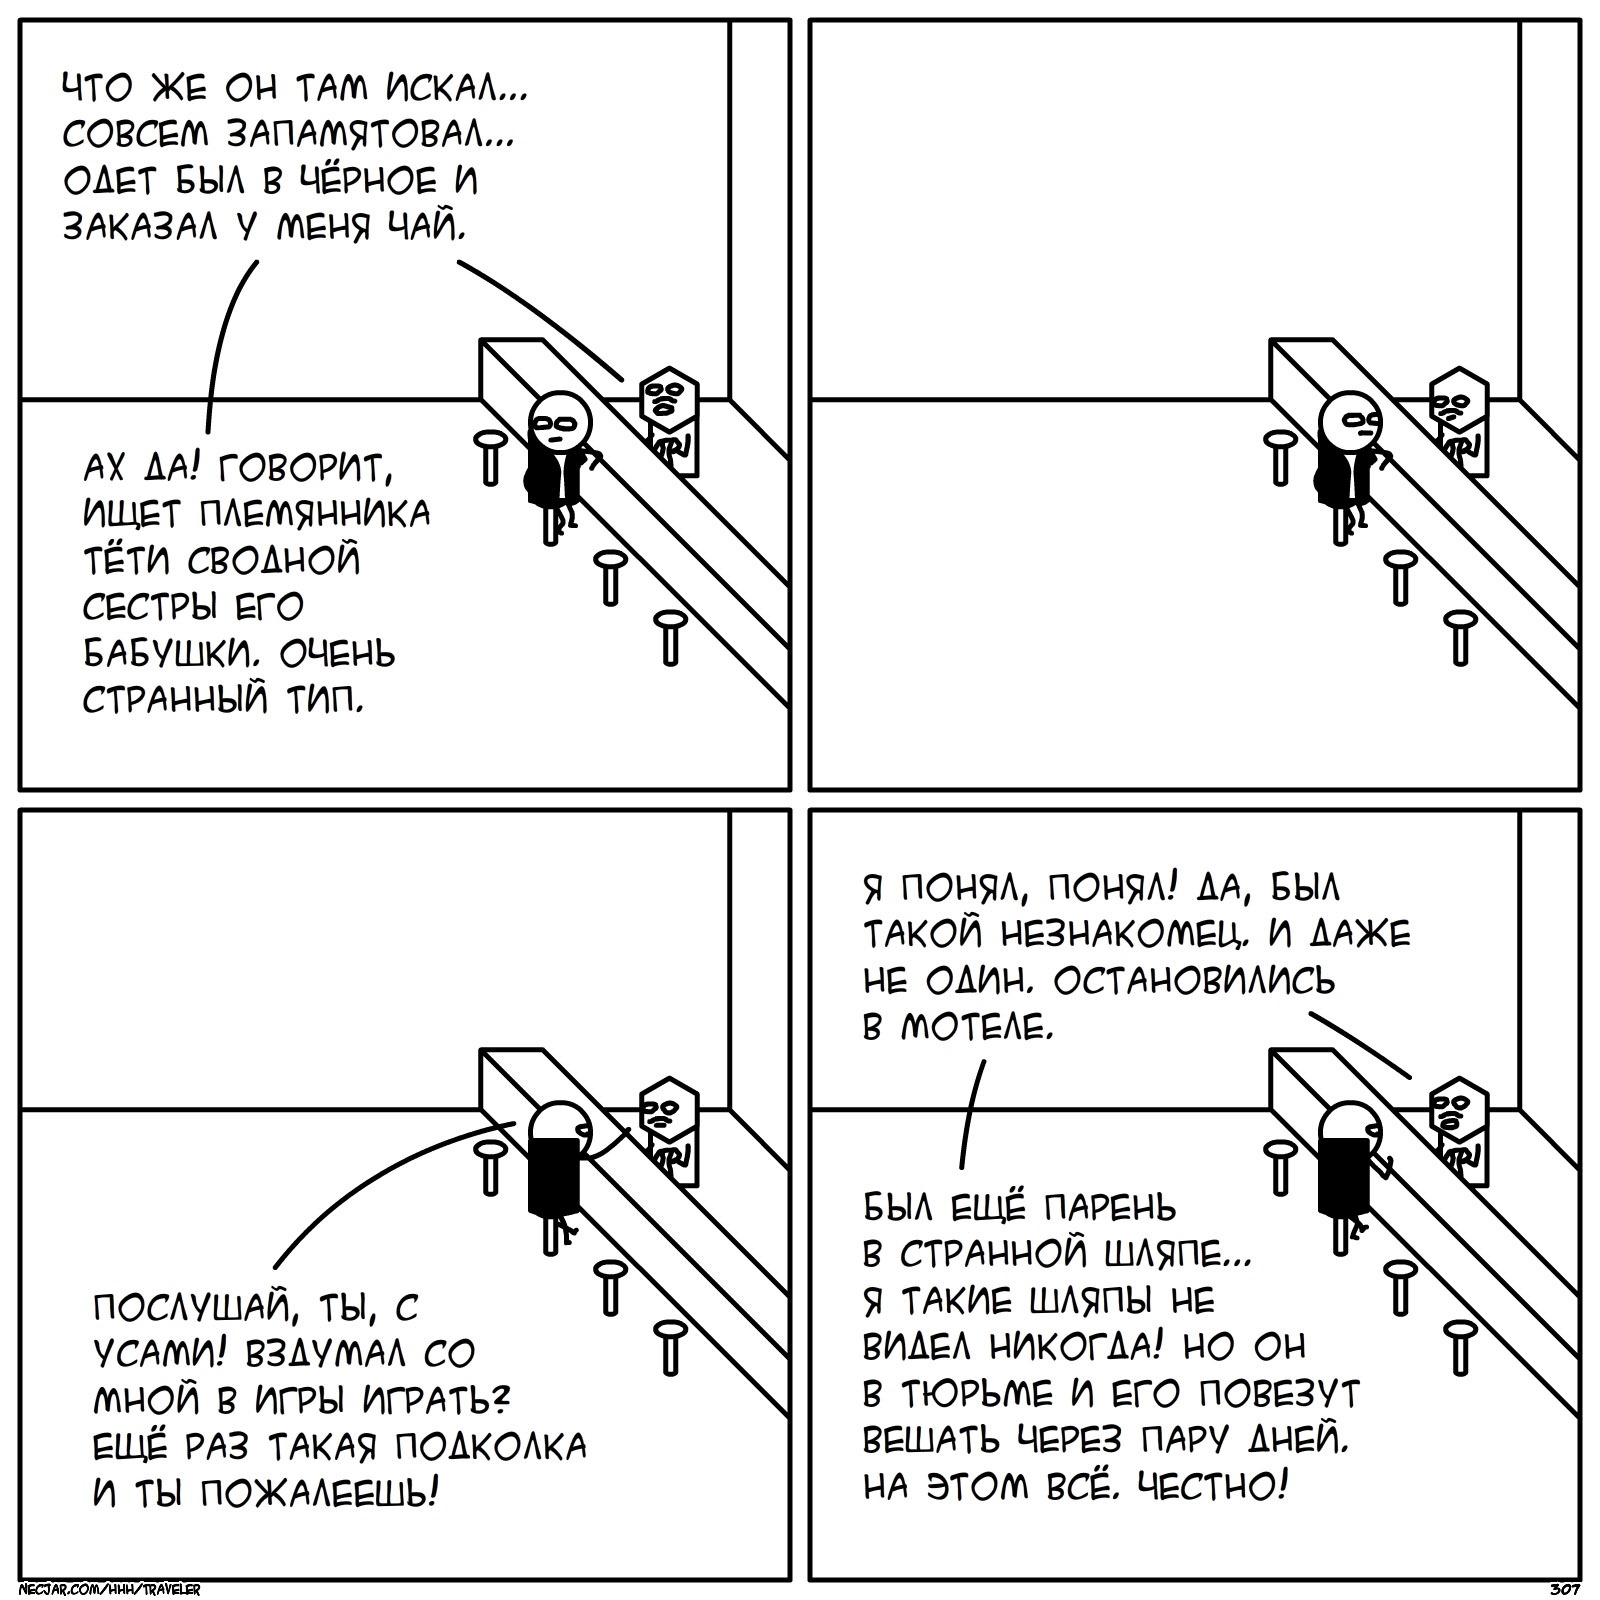 ЧТО ЖЕ ОН ТАМ ИСКАЛ...
СОВСЕМ ЗАПАМЯТОВАЛ...
ОДЕТ БЫЛ В ЧЁРНОЕ И
ЗАКАЗАЛ У МЕНЯ ЧАЙ.
АХ ДА! ГОВОРИТ,
ИЩЕТ ПЛЕМЯННИКА
ТЁТИ СВОДНОЙ
СЕСТРЫ ЕГО
БАБУШКИ. ОЧЕНЬ
СТРАННЫЙ ТИП.
ПОСЛУШАЙ, ТЫ, С
УСАМИ! ВЗДУМАЛ СО
МНОЙ В ИГРЫ ИГРАТЬ?
ЕЩЁ РАЗ ТАКАЯ ПОДКОЛКА
И ТЫ ПОЖАЛЕЕШЬ!
Я ПОНЯЛ, ПОНЯЛ! ДА, БЫЛ
ТАКОЙ НЕЗНАКОМЕЦ. И ДАЖЕ
НЕ ОДИН. ОСТАНОВИЛИСЬ
В МОТЕЛЕ.
БЫЛ ЕЩЁ ПАРЕНЬ
В СТРАННОЙ ШЛЯПЕ...
Я ТАКИЕ ШЛЯПЫ НЕ
ВИДЕЛ НИКОГДА! НО ОН
В ТЮРЬМЕ И ЕГО ПОВЕЗУТ
ВЕШАТЬ ЧЕРЕЗ ПАРУ ДНЕЙ.
НА ЭТОМ ВСЁ. ЧЕСТНО!
NECJAR.COM/HHH/TRAVELER
307